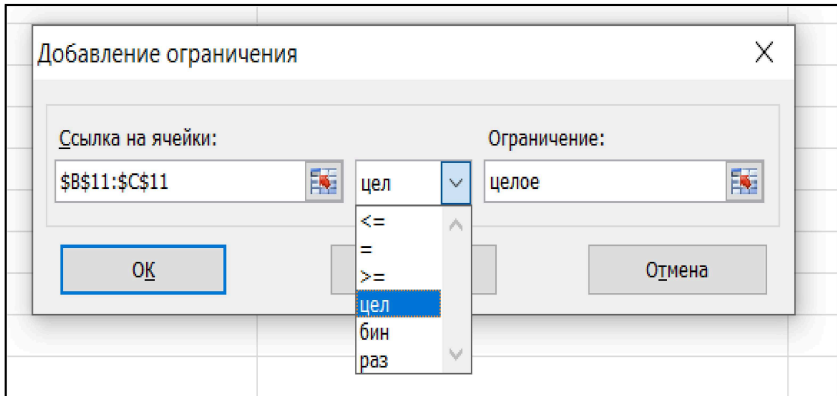 Добавление ограничения
Ссылка на ячейки:
Ограничение:
$B$11:$C$11
цел
целое
<=
=
>=
цел
бин
раз
ОК
Отмена